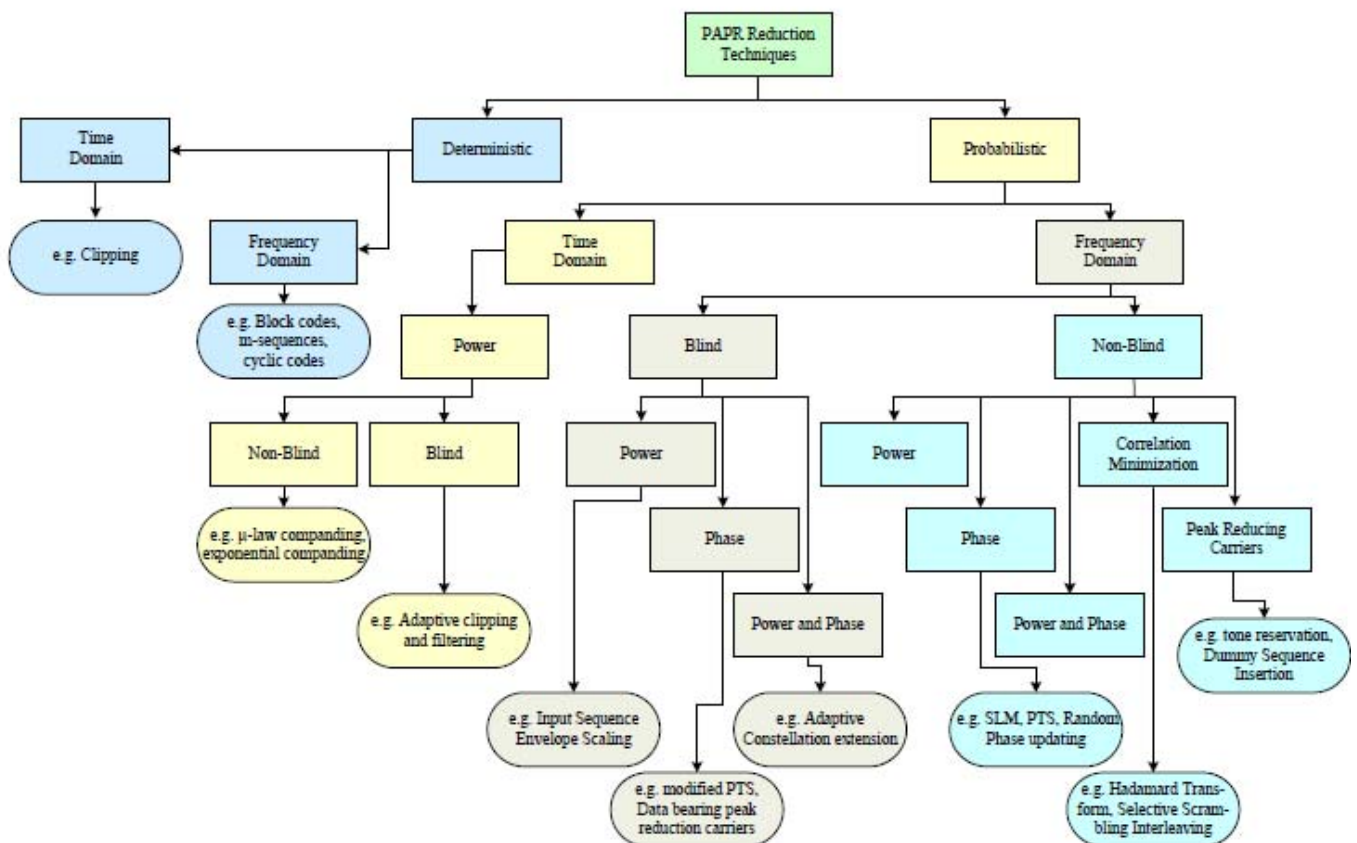 PAPR Reduction
Techniques
Time
Domain
Deterministic
Probabilistic
e.g. Clipping
Frequency
Domain
Time
Domain
Frequency
Domain
e.g. Block codes,
m-sequences,
cyclic codes
Power
Blind
Non-Blind
Non-Blind
Blind
Power
Power
Correlation
Minimization
e.g. μ-law companding,
exponential companding,
Phase
Phase
Peak Reducing
Carriers
e.g. Adaptive clipping
and filtering
Power and Phase
Power and Phase
e.g. tone reservation,
Dummy Sequence
Insertion
e.g. Input Sequence
Envelope Scaling
e.g. Adaptive
Constellation extension
e.g. SLM, PTS, Random
Phase updating
e.g. modified PTS,
Data bearing peak
reduction carriers
e.g. Hadamard Trans-
form, Selective Scram-
bling Interleaving